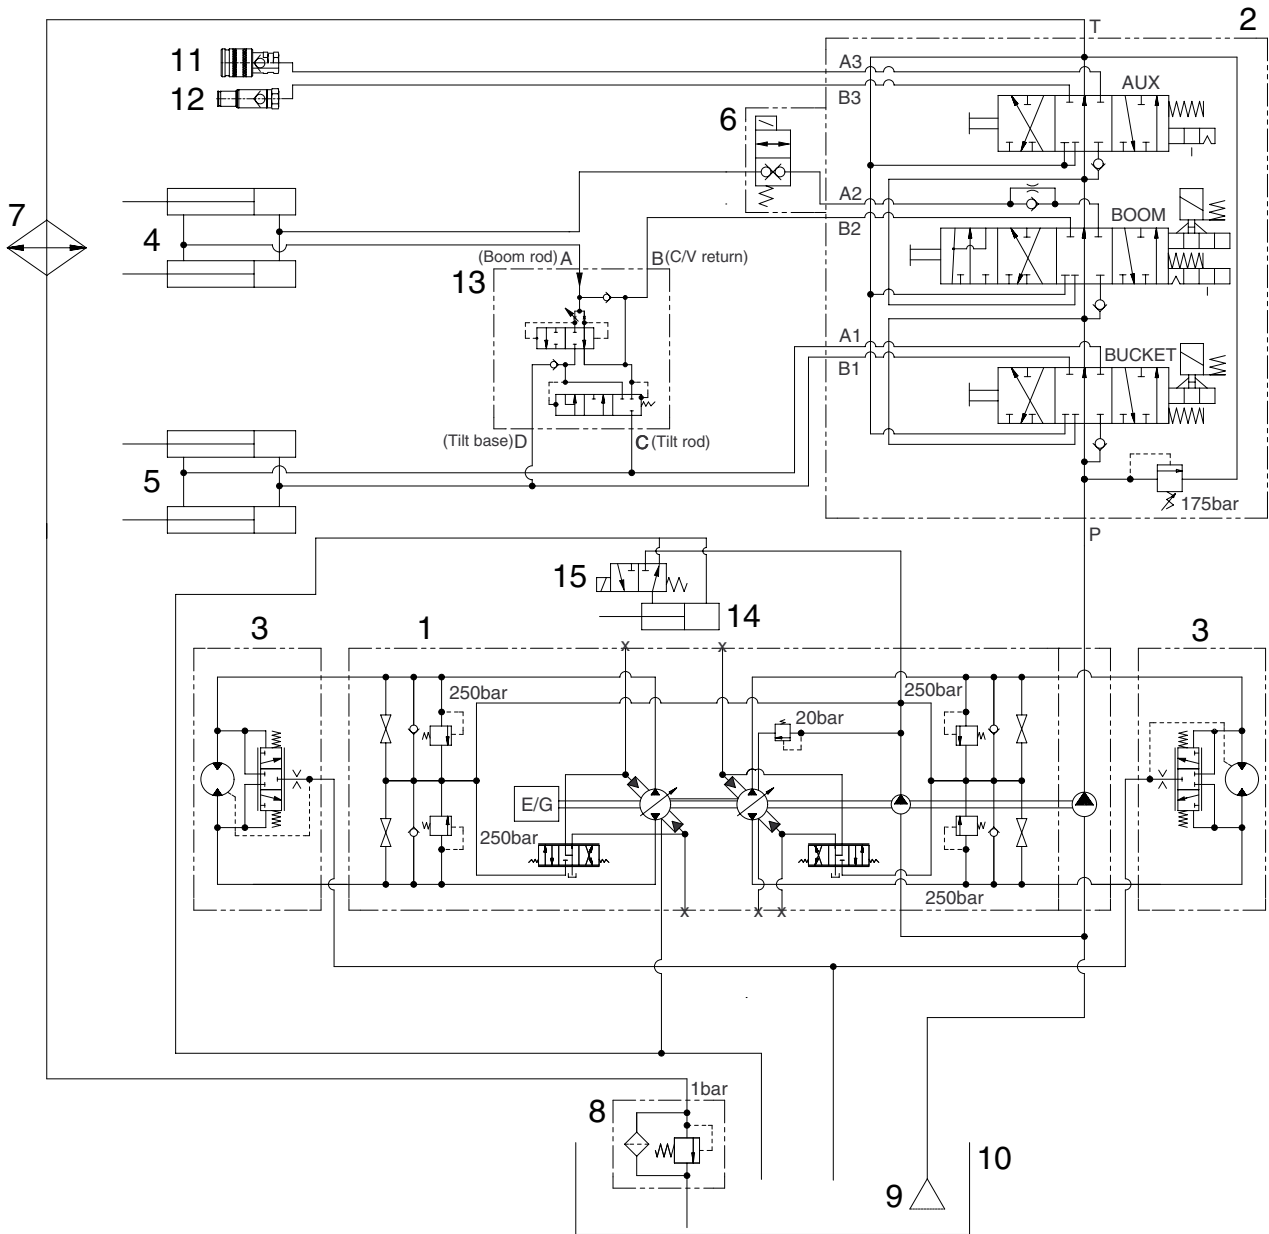 T
2
11
A3
12
B3
AUX
6
A2
7
4
B2
BOOM
(Boom rod) A
B (C/V return)
13
A1
B1
BUCKET
(Tilt base) D
C (Tilt rod)
5
175bar
P
15
14
3
1
3
X
X
250bar
250bar
20bar
E/G
250bar
250bar
X
X
X
1bar
8
10
9